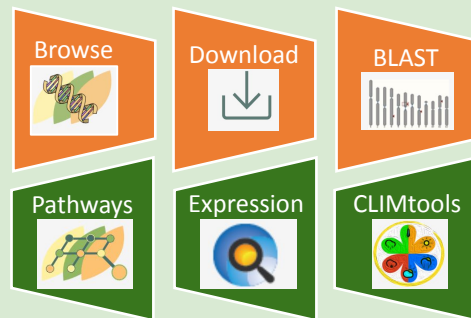 Browse
Download
BLAST
Pathways
Expression
CLIMtools